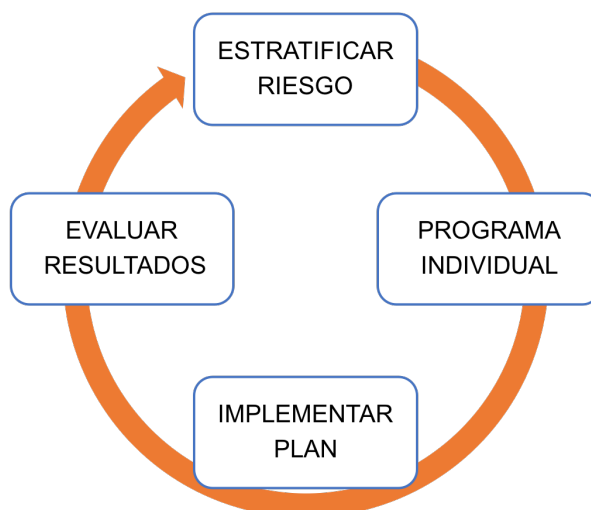 ESTRATIFICAR
RIESGO
PROGRAMA
INDIVIDUAL
IMPLEMENTAR
PLAN
EVALUAR
RESULTADOS